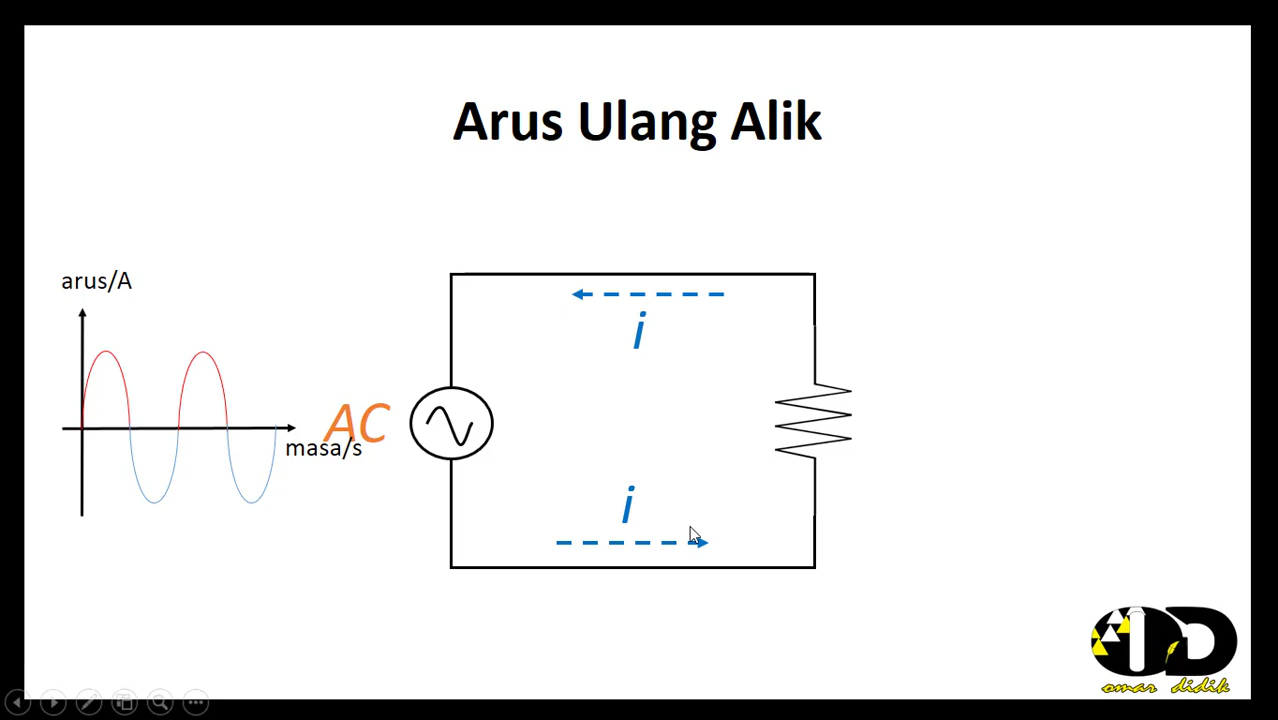 Arus Ulang Alik
arus/A
i
AC
masa/s
i
omar didik